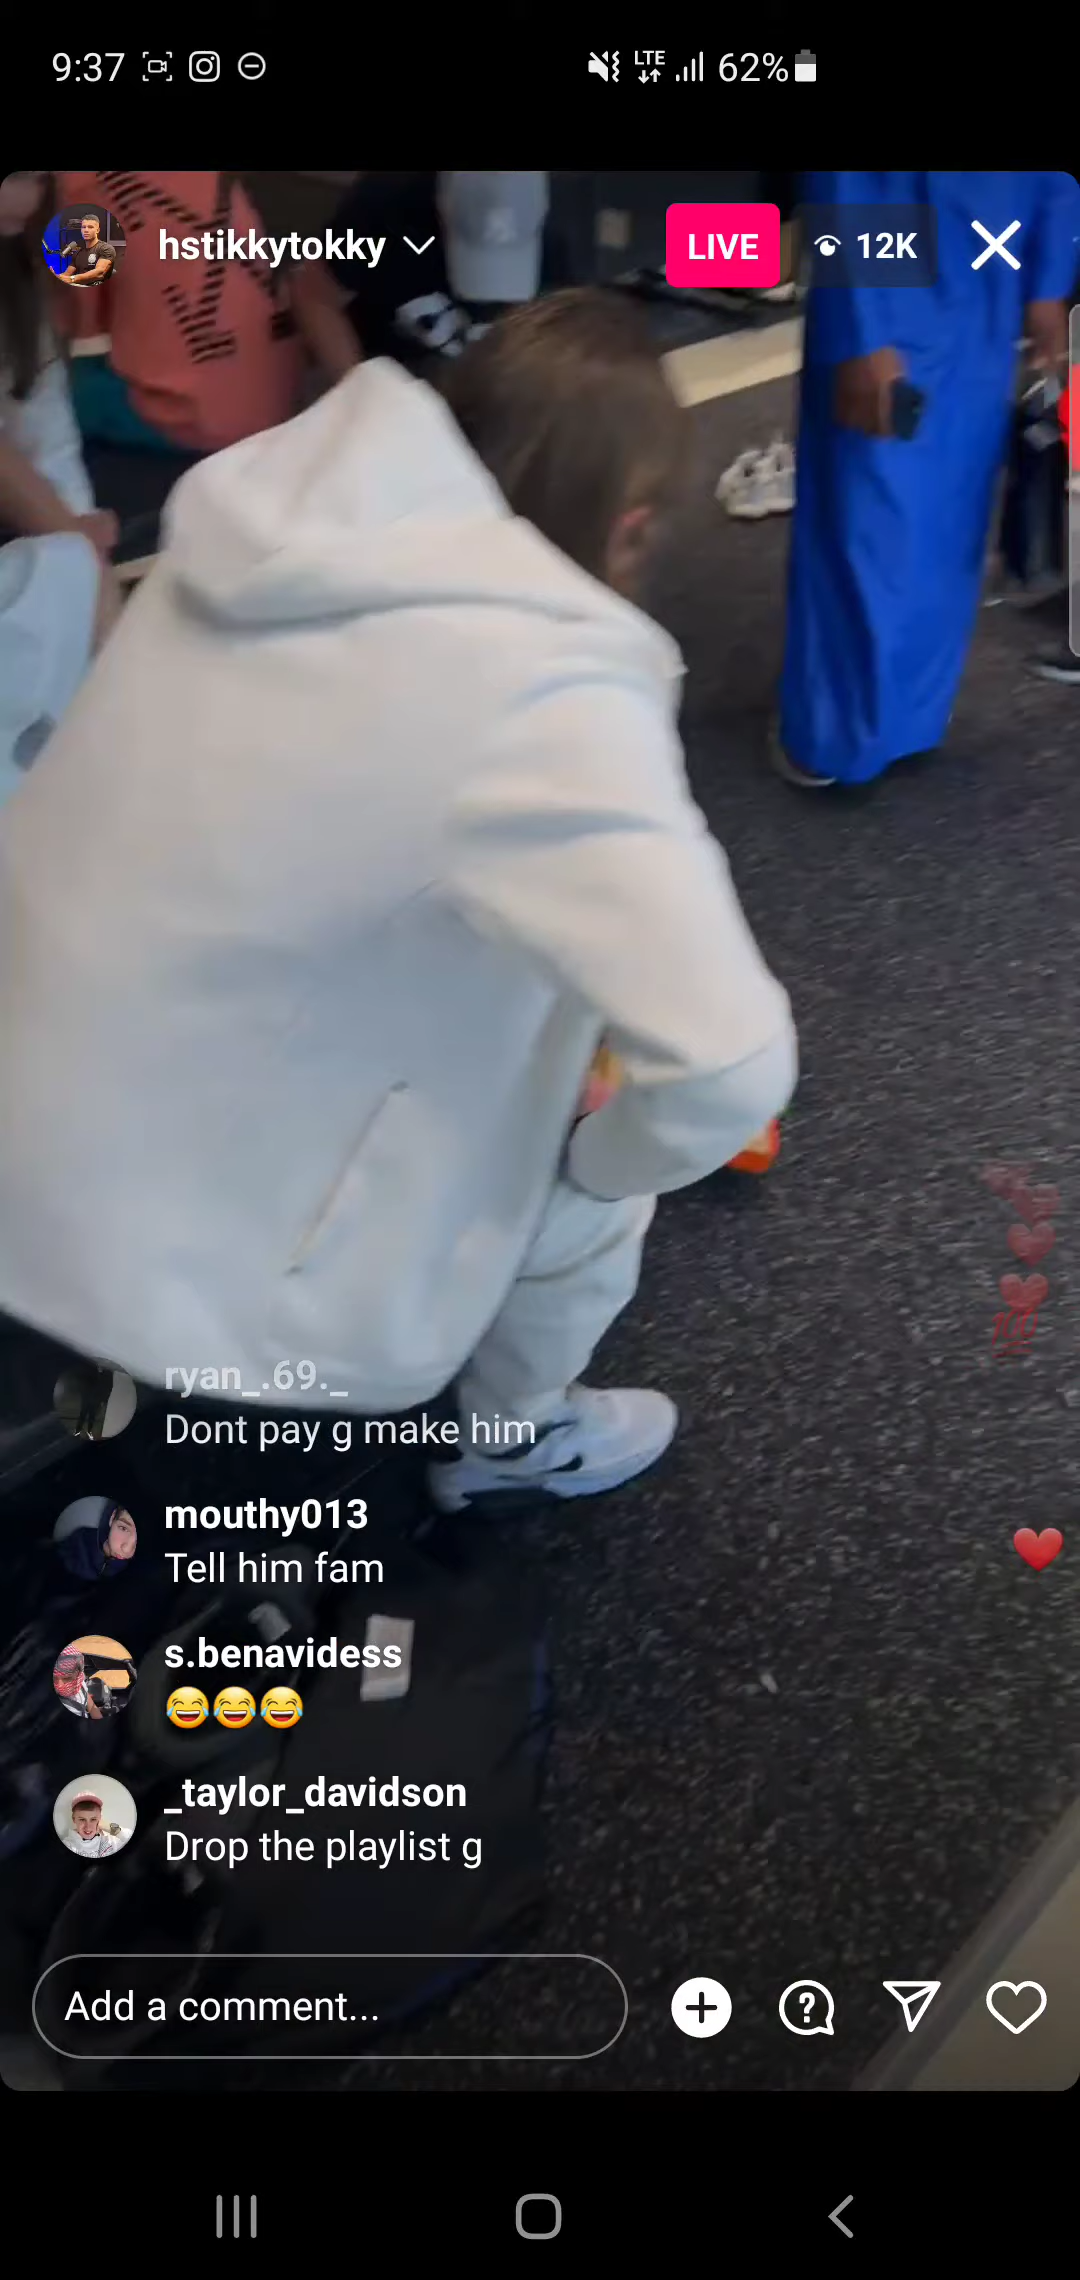 9:37
LTE
62%
hstikkytokky
LIVE
12K
ryan_.69._
Dont pay g make him
mouthy013
Tell him fam
s.benavidess
😂😂😂
_taylor_davidson
Drop the playlist g
Add a comment...